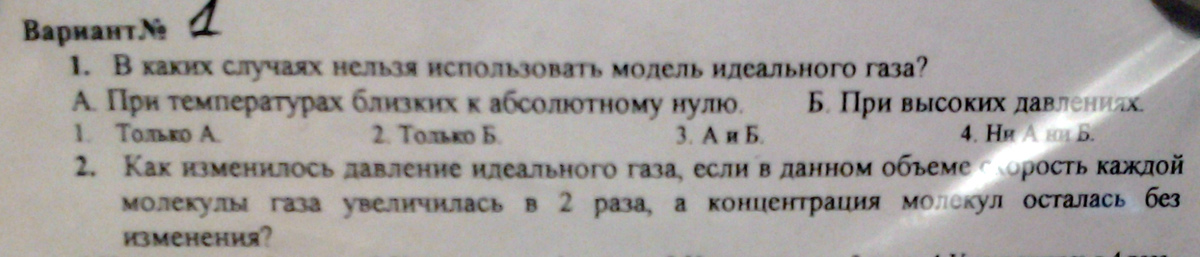 Вариант№ 1
1. В каких случаях нельзя использовать модель идеального газа?
А. При температурах близких к абсолютному нулю. Б. При высоких давлениях.
1. Только А. 2. Только Б. 3. А и Б. 4. Ни А ни Б.
2. Как изменилось давление идеального газа, если в данном объеме скорость каждой
молекулы газа увеличилась в 2 раза, а концентрация молекул осталась без
изменения?